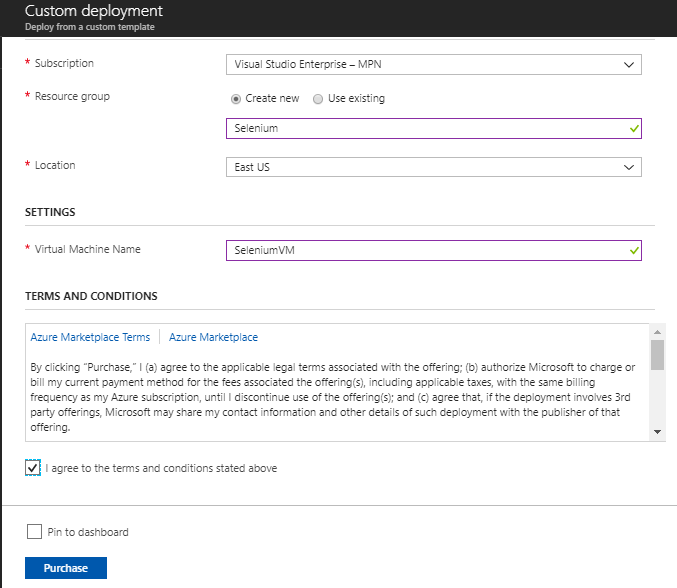 Custom deployment
Deploy from a custom template
* Subscription
Visual Studio Enterprise – MPN
* Resource group
Create new
Use existing
Selenium
* Location
East US
SETTINGS
* Virtual Machine Name
SeleniumVM
TERMS AND CONDITIONS
Azure Marketplace Terms
Azure Marketplace
By clicking "Purchase," I (a) agree to the applicable legal terms associated with the offering; (b) authorize Microsoft to charge or
bill my current payment method for the fees associated the offering(s), including applicable taxes, with the same billing
frequency as my Azure subscription, until I discontinue use of the offering(s); and (c) agree that, if the deployment involves 3rd
party offerings, Microsoft may share my contact information and other details of such deployment with the publisher of that
offering.
I agree to the terms and conditions stated above
Pin to dashboard
Purchase